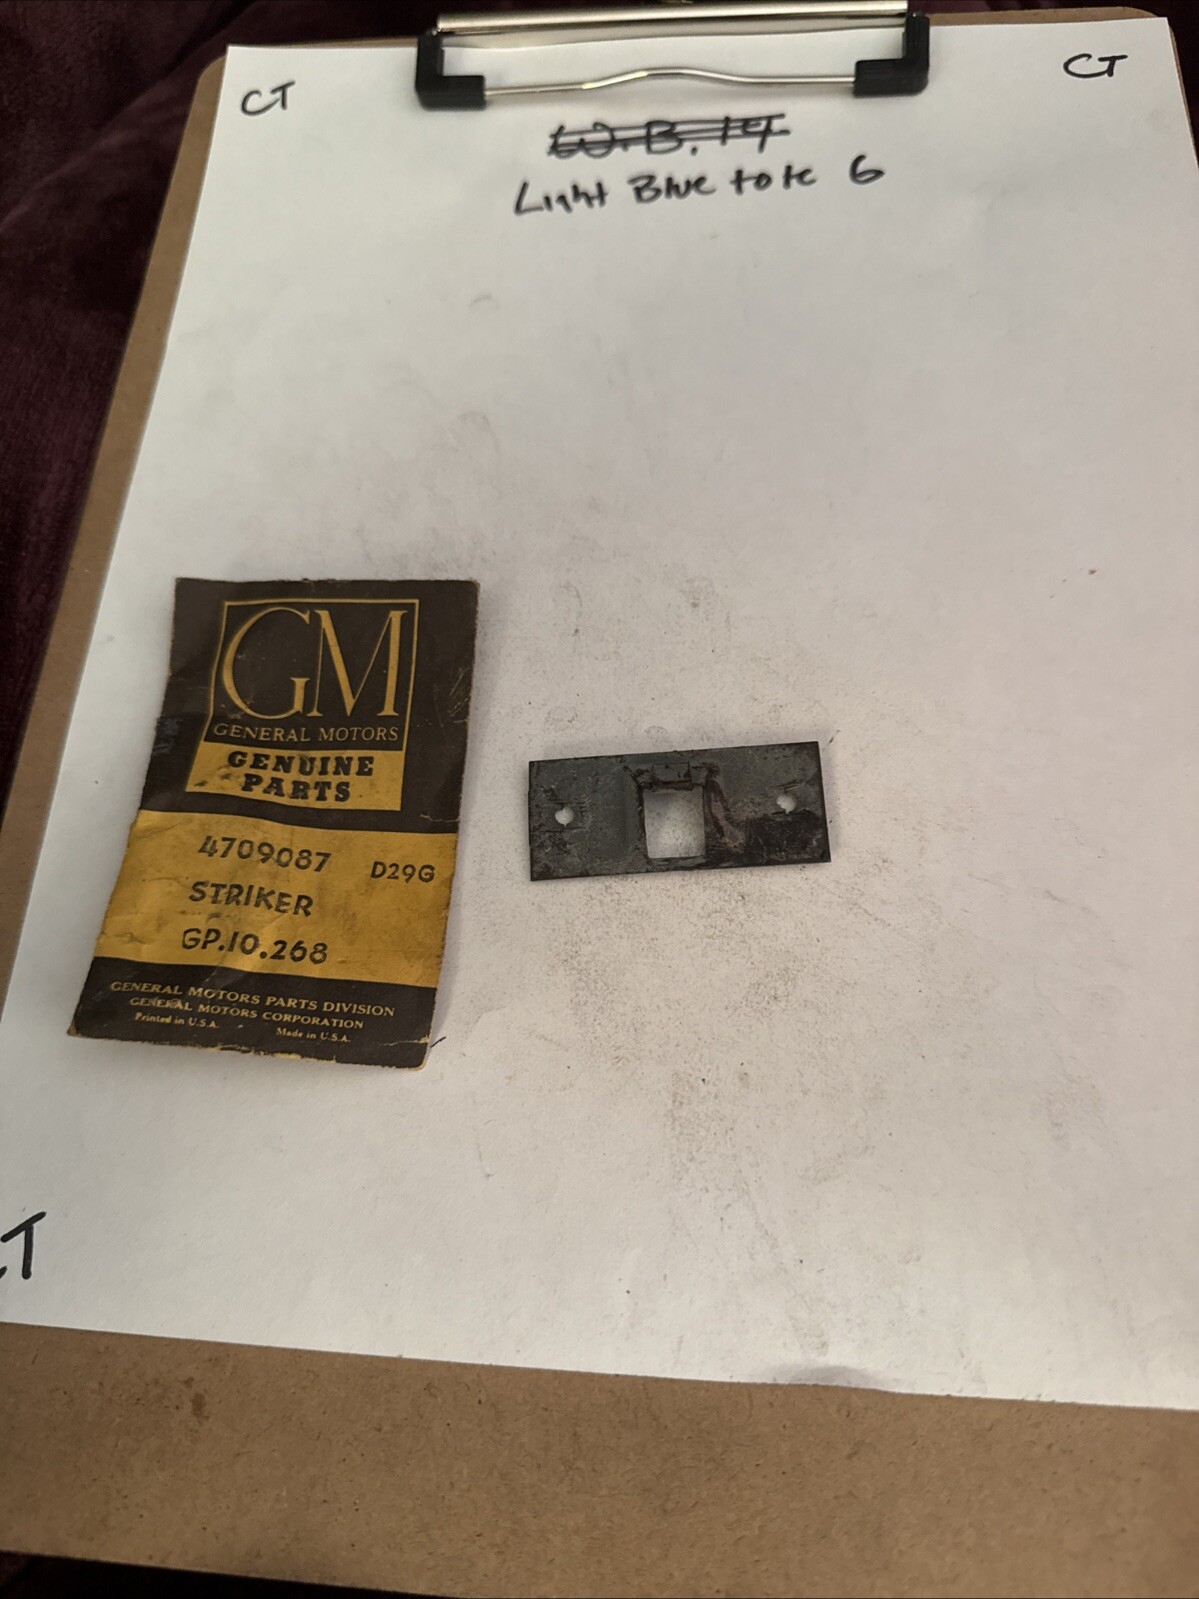 CT
CT
W.B. 14
Light Blue tote 6
GM
GENERAL MOTORS
GENUINE
PARTS
4709087 D29G
STRIKER
GP.10.268
GENERAL MOTORS PARTS DIVISION
GENERAL MOTORS CORPORATION
Printed in U.S.A. Made in U.S.A.
CT